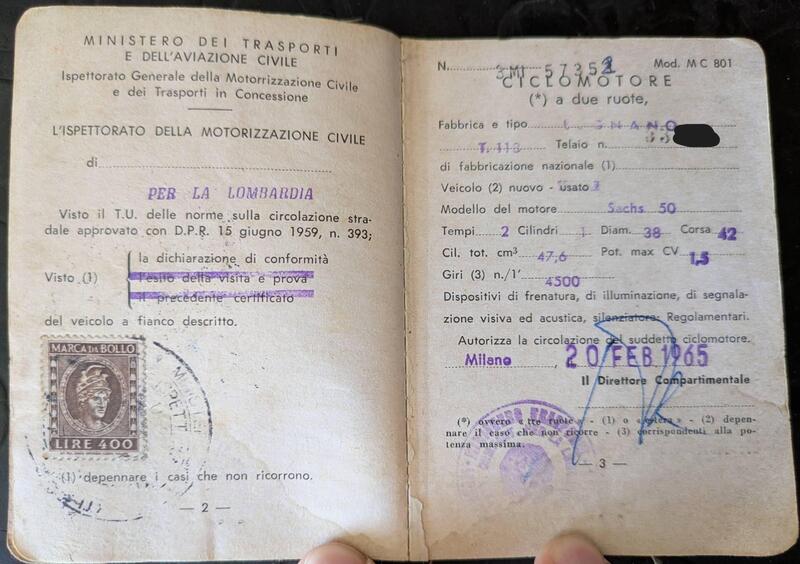 MINISTERO DEI TRASPORTI
E DELL'AVIAZIONE CIVILE
Ispettorato Generale della Motorizzazione Civile
e dei Trasporti in Concessione
L'ISPETTORATO DELLA MOTORIZZAZIONE CIVILE
di
PER LA LOMBARDIA
Visto il T.U. delle norme sulla circolazione stra-
dale approvato con D.P.R. 15 giugno 1959, n. 393;
la dichiarazione di conformità
Visto (1) l'esito della visita e prova
il precedente certificato
del veicolo a fianco descritto.
MARCA DA BOLLO
LIRE 400
(1) depennare i casi che non ricorrono.
— 2 —
N. 3MI 57352 Mod. MC 801
CICLOMOTORE
(*) a due ruote,
Fabbrica e tipo
T. 113 Telaio n.
di fabbricazione nazionale (1)
Veicolo (2) nuovo - usato
Modello del motore Sachs 50
Tempi 2 Cilindri 1 Diam. 38 Corsa 42
Cil. tot. cm³ 47,6 Pot. max CV 1,5
Giri (3) n./1' 4500
Dispositivi di frenatura, di illuminazione, di segnala-
zione visiva ed acustica, silenziatore: Regolamentari.
Autorizza la circolazione del suddetto ciclomotore.
Milano 20 FEB 1965
Il Direttore Compartimentale
(*) ovvero « tre ruote » - (1) o « estera » - (2) depen-
nare il caso che non ricorre - (3) corrispondenti alla po-
tenza massima.
— 3 —